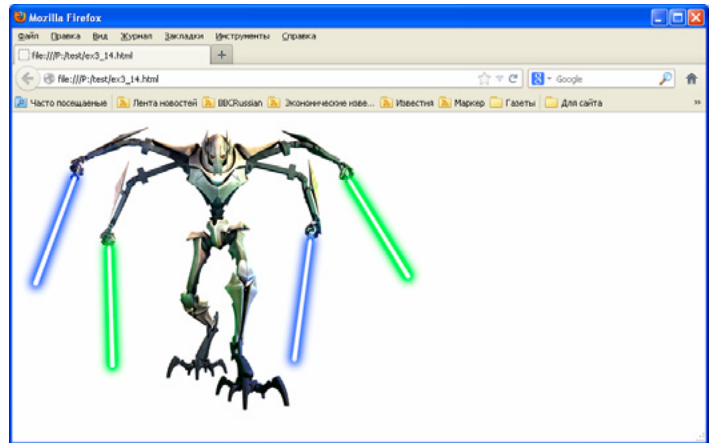 Mozilla Firefox
Файл Правка Вид Журнал Закладки Инструменты Справка
file:///P:/test/ex3_14.html +
file:///P:/test/ex3_14.html Google
Часто посещаемые Лента новостей BBCRussian Экономические нове... Известия Маркер Газеты Для сайта »